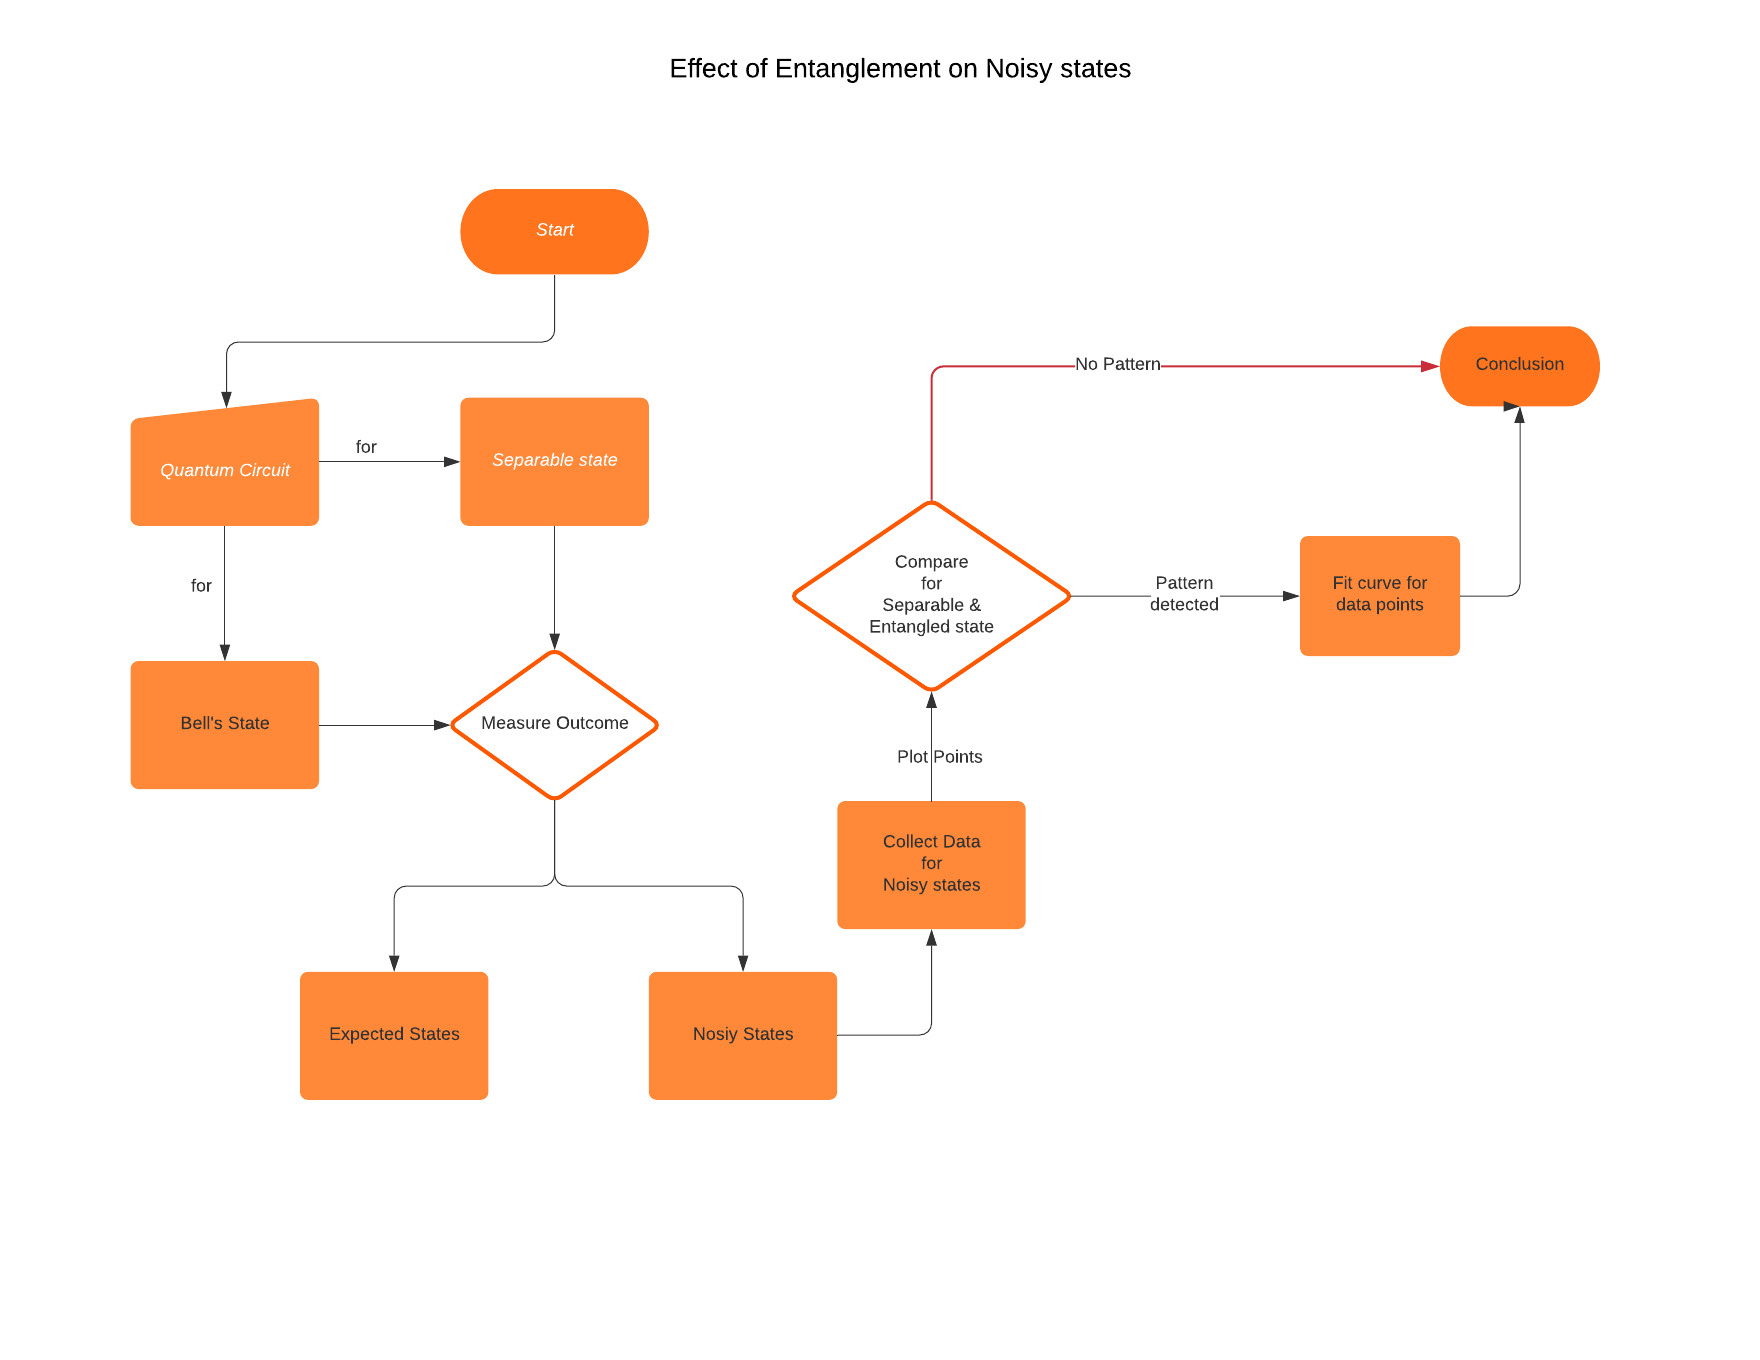 Effect of Entanglement on Noisy states
Start
Quantum Circuit
for
Separable state
for
Bell's State
Measure Outcome
Expected States
Nosiy States
Collect Data
for
Noisy states
Plot Points
Compare
for
Separable &
Entangled state
No Pattern
Pattern
detected
Fit curve for
data points
Conclusion